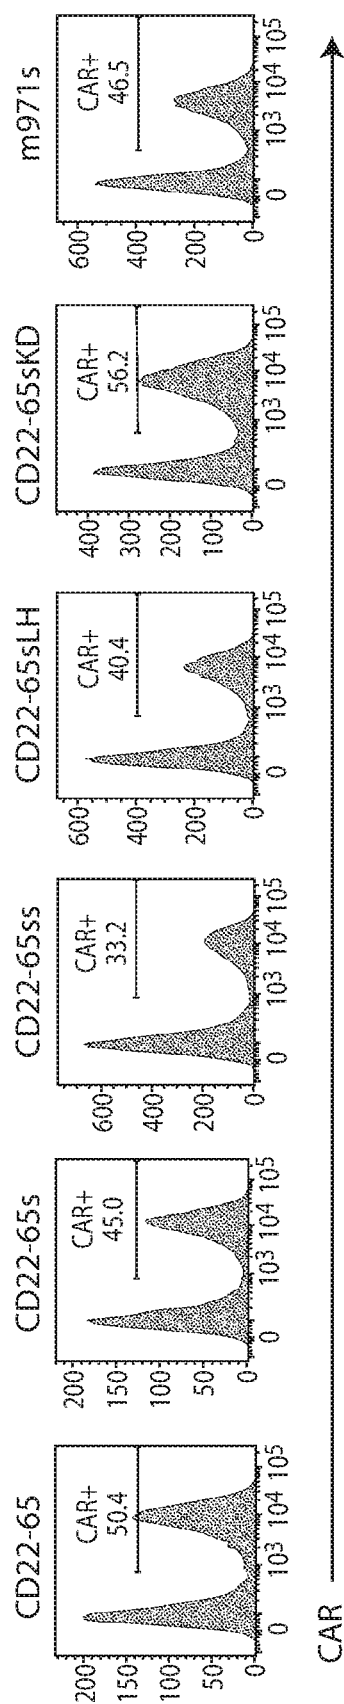 CD22-65
CAR+
50.4
200
150
100
50
0
0 10³ 10⁴ 10⁵
CD22-65s
CAR+
45.0
200
150
100
50
0
0 10³ 10⁴ 10⁵
CD22-65ss
CAR+
33.2
600
400
200
0
0 10³ 10⁴ 10⁵
CD22-65sLH
CAR+
40.4
600
400
200
0
0 10³ 10⁴ 10⁵
CD22-65sKD
CAR+
56.2
400
300
200
100
0
0 10³ 10⁴ 10⁵
m971s
CAR+
46.5
600
400
200
0
0 10³ 10⁴ 10⁵
CAR